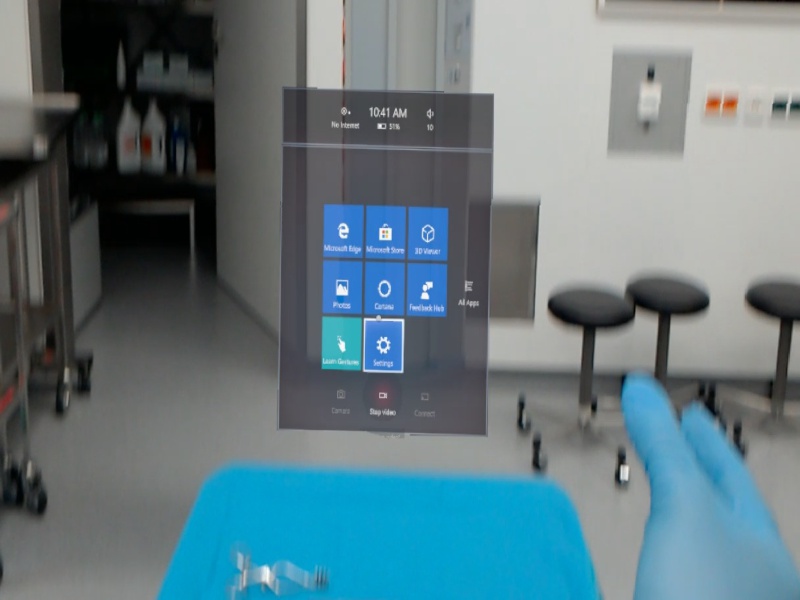 10:41 AM
No Internet 51% 10
Microsoft Edge Microsoft Store 3D Viewer
Photos Cortana Feedback Hub
All Apps
Learn Gestures Settings
Camera Stop video Connect